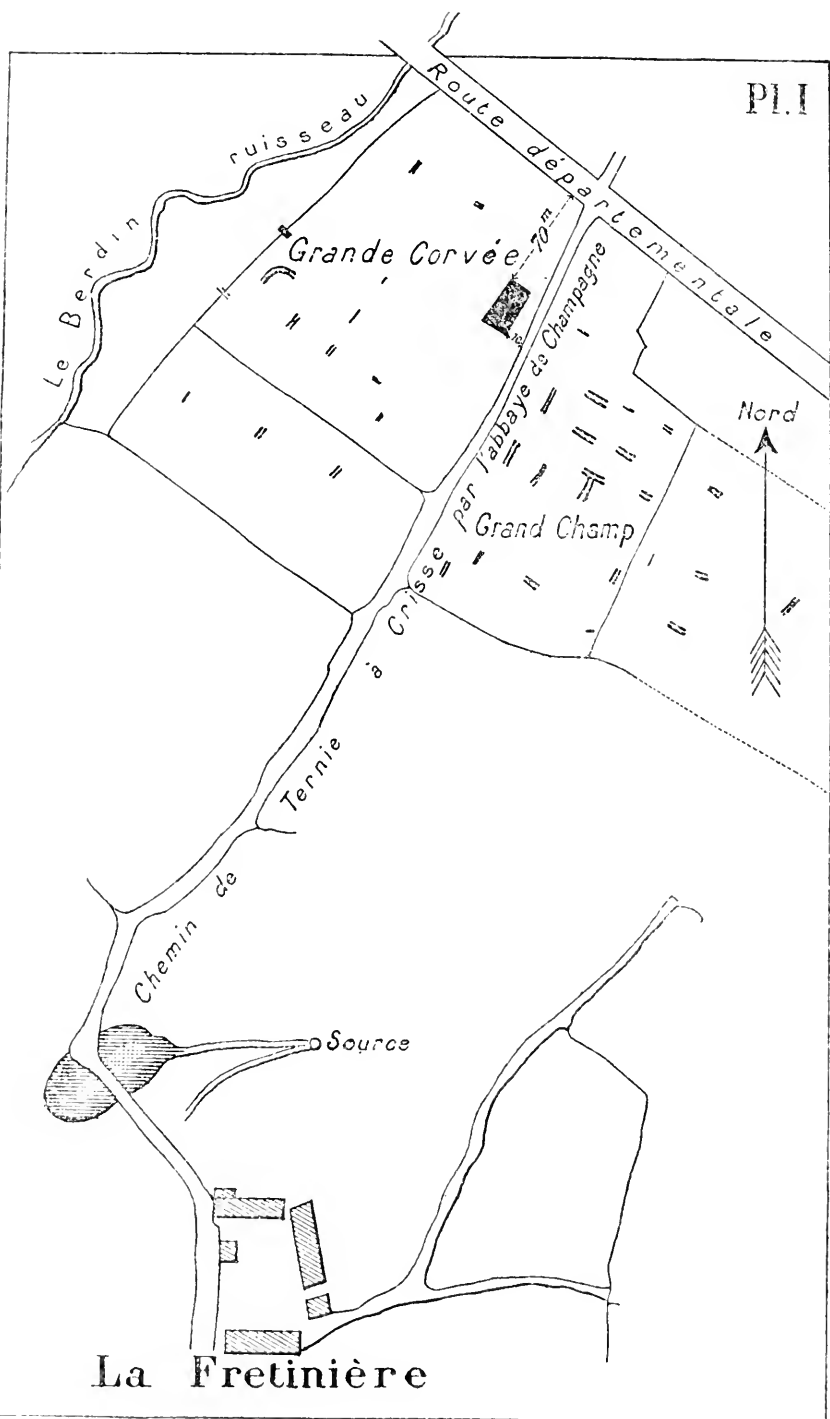 Pl. I
Route départementale
Le Berdin ruisseau
Grande Corvée
70m
Chemin de Ternie à Crisse par l'abbaye de Champagne
Nord
Grand Champ
Source
La Fretinière